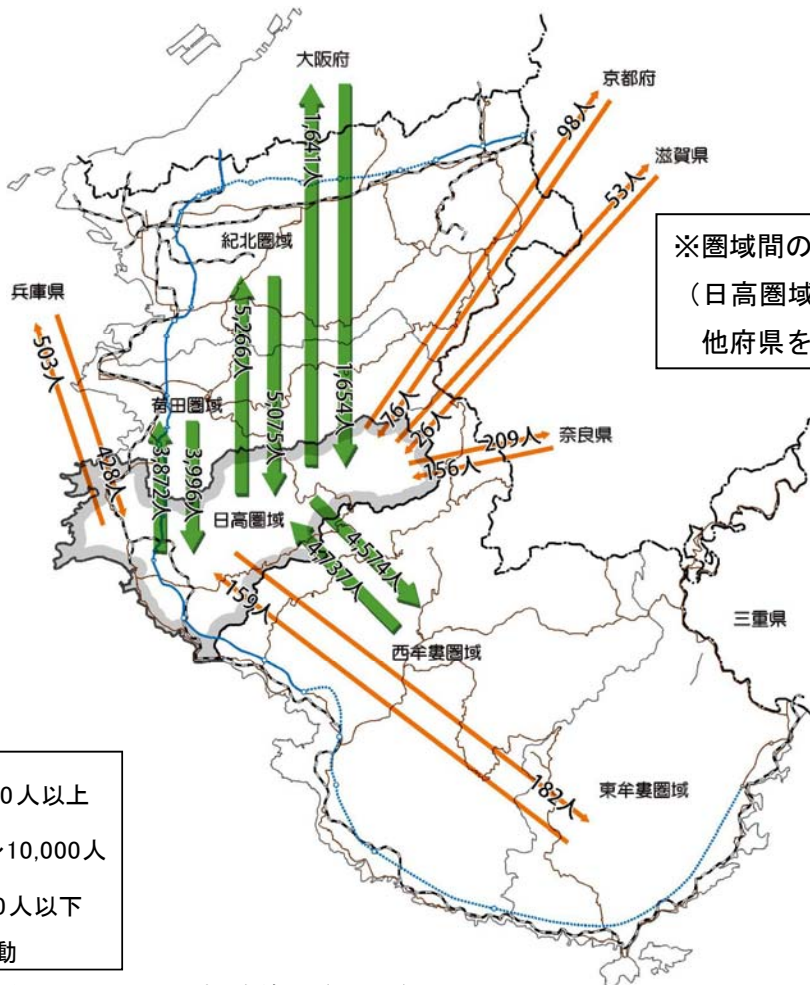 大阪府
京都府
滋賀県
98人
53人
1,641人
紀北圏域
※圏域間の
（日高圏域
他府県を
兵庫県
503人
5,266人
5,075人
1,654人
有田圏域
76人
26人
209人
奈良県
156人
428人
3,872人
3,996人
日高圏域
4,574人
4,737人
159人
三重県
西牟婁圏域
182人
東牟婁圏域
0人以上
～10,000人
0人以下
動